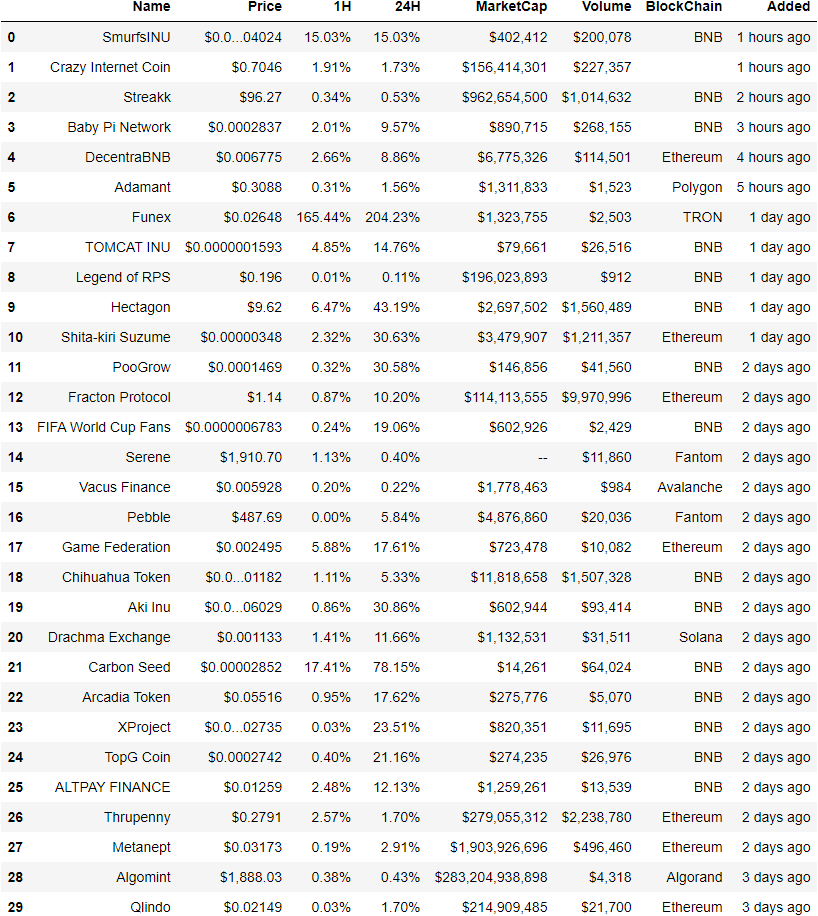 Name Price 1H 24H MarketCap Volume BlockChain Added
0 SmurfsINU $0.0...04024 15.03% 15.03% $402,412 $200,078 BNB 1 hours ago
1 Crazy Internet Coin $0.7046 1.91% 1.73% $156,414,301 $227,357 1 hours ago
2 Streakk $96.27 0.34% 0.53% $962,654,500 $1,014,632 BNB 2 hours ago
3 Baby Pi Network $0.0002837 2.01% 9.57% $890,715 $268,155 BNB 3 hours ago
4 DecentraBNB $0.006775 2.66% 8.86% $6,775,326 $114,501 Ethereum 4 hours ago
5 Adamant $0.3088 0.31% 1.56% $1,311,833 $1,523 Polygon 5 hours ago
6 Funex $0.02648 165.44% 204.23% $1,323,755 $2,503 TRON 1 day ago
7 TOMCAT INU $0.0000001593 4.85% 14.76% $79,661 $26,516 BNB 1 day ago
8 Legend of RPS $0.196 0.01% 0.11% $196,023,893 $912 BNB 1 day ago
9 Hectagon $9.62 6.47% 43.19% $2,697,502 $1,560,489 BNB 1 day ago
10 Shita-kiri Suzume $0.00000348 2.32% 30.63% $3,479,907 $1,211,357 Ethereum 1 day ago
11 PooGrow $0.0001469 0.32% 30.58% $146,856 $41,560 BNB 2 days ago
12 Fracton Protocol $1.14 0.87% 10.20% $114,113,555 $9,970,996 Ethereum 2 days ago
13 FIFA World Cup Fans $0.0000006783 0.24% 19.06% $602,926 $2,429 BNB 2 days ago
14 Serene $1,910.70 1.13% 0.40% -- $11,860 Fantom 2 days ago
15 Vacus Finance $0.005928 0.20% 0.22% $1,778,463 $984 Avalanche 2 days ago
16 Pebble $487.69 0.00% 5.84% $4,876,860 $20,036 Fantom 2 days ago
17 Game Federation $0.002495 5.88% 17.61% $723,478 $10,082 Ethereum 2 days ago
18 Chihuahua Token $0.0...01182 1.11% 5.33% $11,818,658 $1,507,328 BNB 2 days ago
19 Aki Inu $0.0...06029 0.86% 30.86% $602,944 $93,414 BNB 2 days ago
20 Drachma Exchange $0.001133 1.41% 11.66% $1,132,531 $31,511 Solana 2 days ago
21 Carbon Seed $0.00002852 17.41% 78.15% $14,261 $64,024 BNB 2 days ago
22 Arcadia Token $0.05516 0.95% 17.62% $275,776 $5,070 BNB 2 days ago
23 XProject $0.0...02735 0.03% 23.51% $820,351 $11,695 BNB 2 days ago
24 TopG Coin $0.0002742 0.40% 21.16% $274,235 $26,976 BNB 2 days ago
25 ALTPAY FINANCE $0.01259 2.48% 12.13% $1,259,261 $13,539 BNB 2 days ago
26 Thrupenny $0.2791 2.57% 1.70% $279,055,312 $2,238,780 Ethereum 2 days ago
27 Metanept $0.03173 0.19% 2.91% $1,903,926,696 $496,460 Ethereum 2 days ago
28 Algomint $1,888.03 0.38% 0.43% $283,204,938,898 $4,318 Algorand 3 days ago
29 Qlindo $0.02149 0.03% 1.70% $214,909,485 $21,700 Ethereum 3 days ago